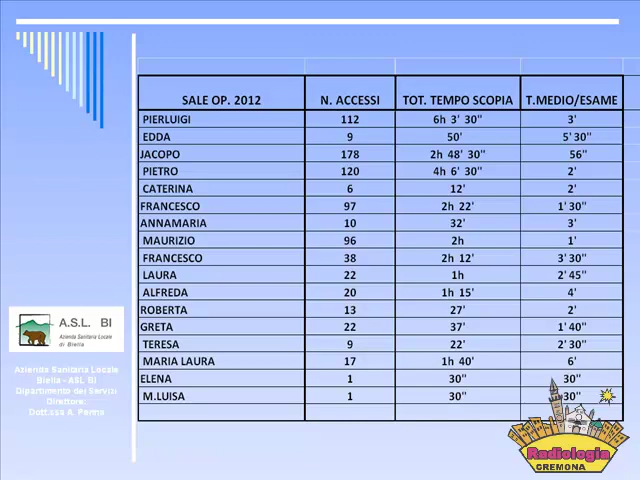 SALE OP. 2012 N. ACCESSI TOT. TEMPO SCOPIA T.MEDIO/ESAME
PIERLUIGI 112 6h 3' 30" 3'
EDDA 9 50' 5' 30"
JACOPO 178 2h 48' 30" 56"
PIETRO 120 4h 6' 30" 2'
CATERINA 6 12' 2'
FRANCESCO 97 2h 22' 1' 30"
ANNAMARIA 10 32' 3'
MAURIZIO 96 2h 1'
FRANCESCO 38 2h 12' 3' 30"
LAURA 22 1h 2' 45"
ALFREDA 20 1h 15' 4'
ROBERTA 13 27' 2'
GRETA 22 37' 1' 40"
TERESA 9 22' 2' 30"
MARIA LAURA 17 1h 40' 6'
ELENA 1 30" 30"
M.LUISA 1 30" 30"
A.S.L. BI
Azienda Sanitaria Locale
di Biella
Azienda Sanitaria Locale
Biella - ASL BI
Dipartimento dei Servizi
Direttore:
Dott.ssa A. Perna
Radiologia
CREMONA